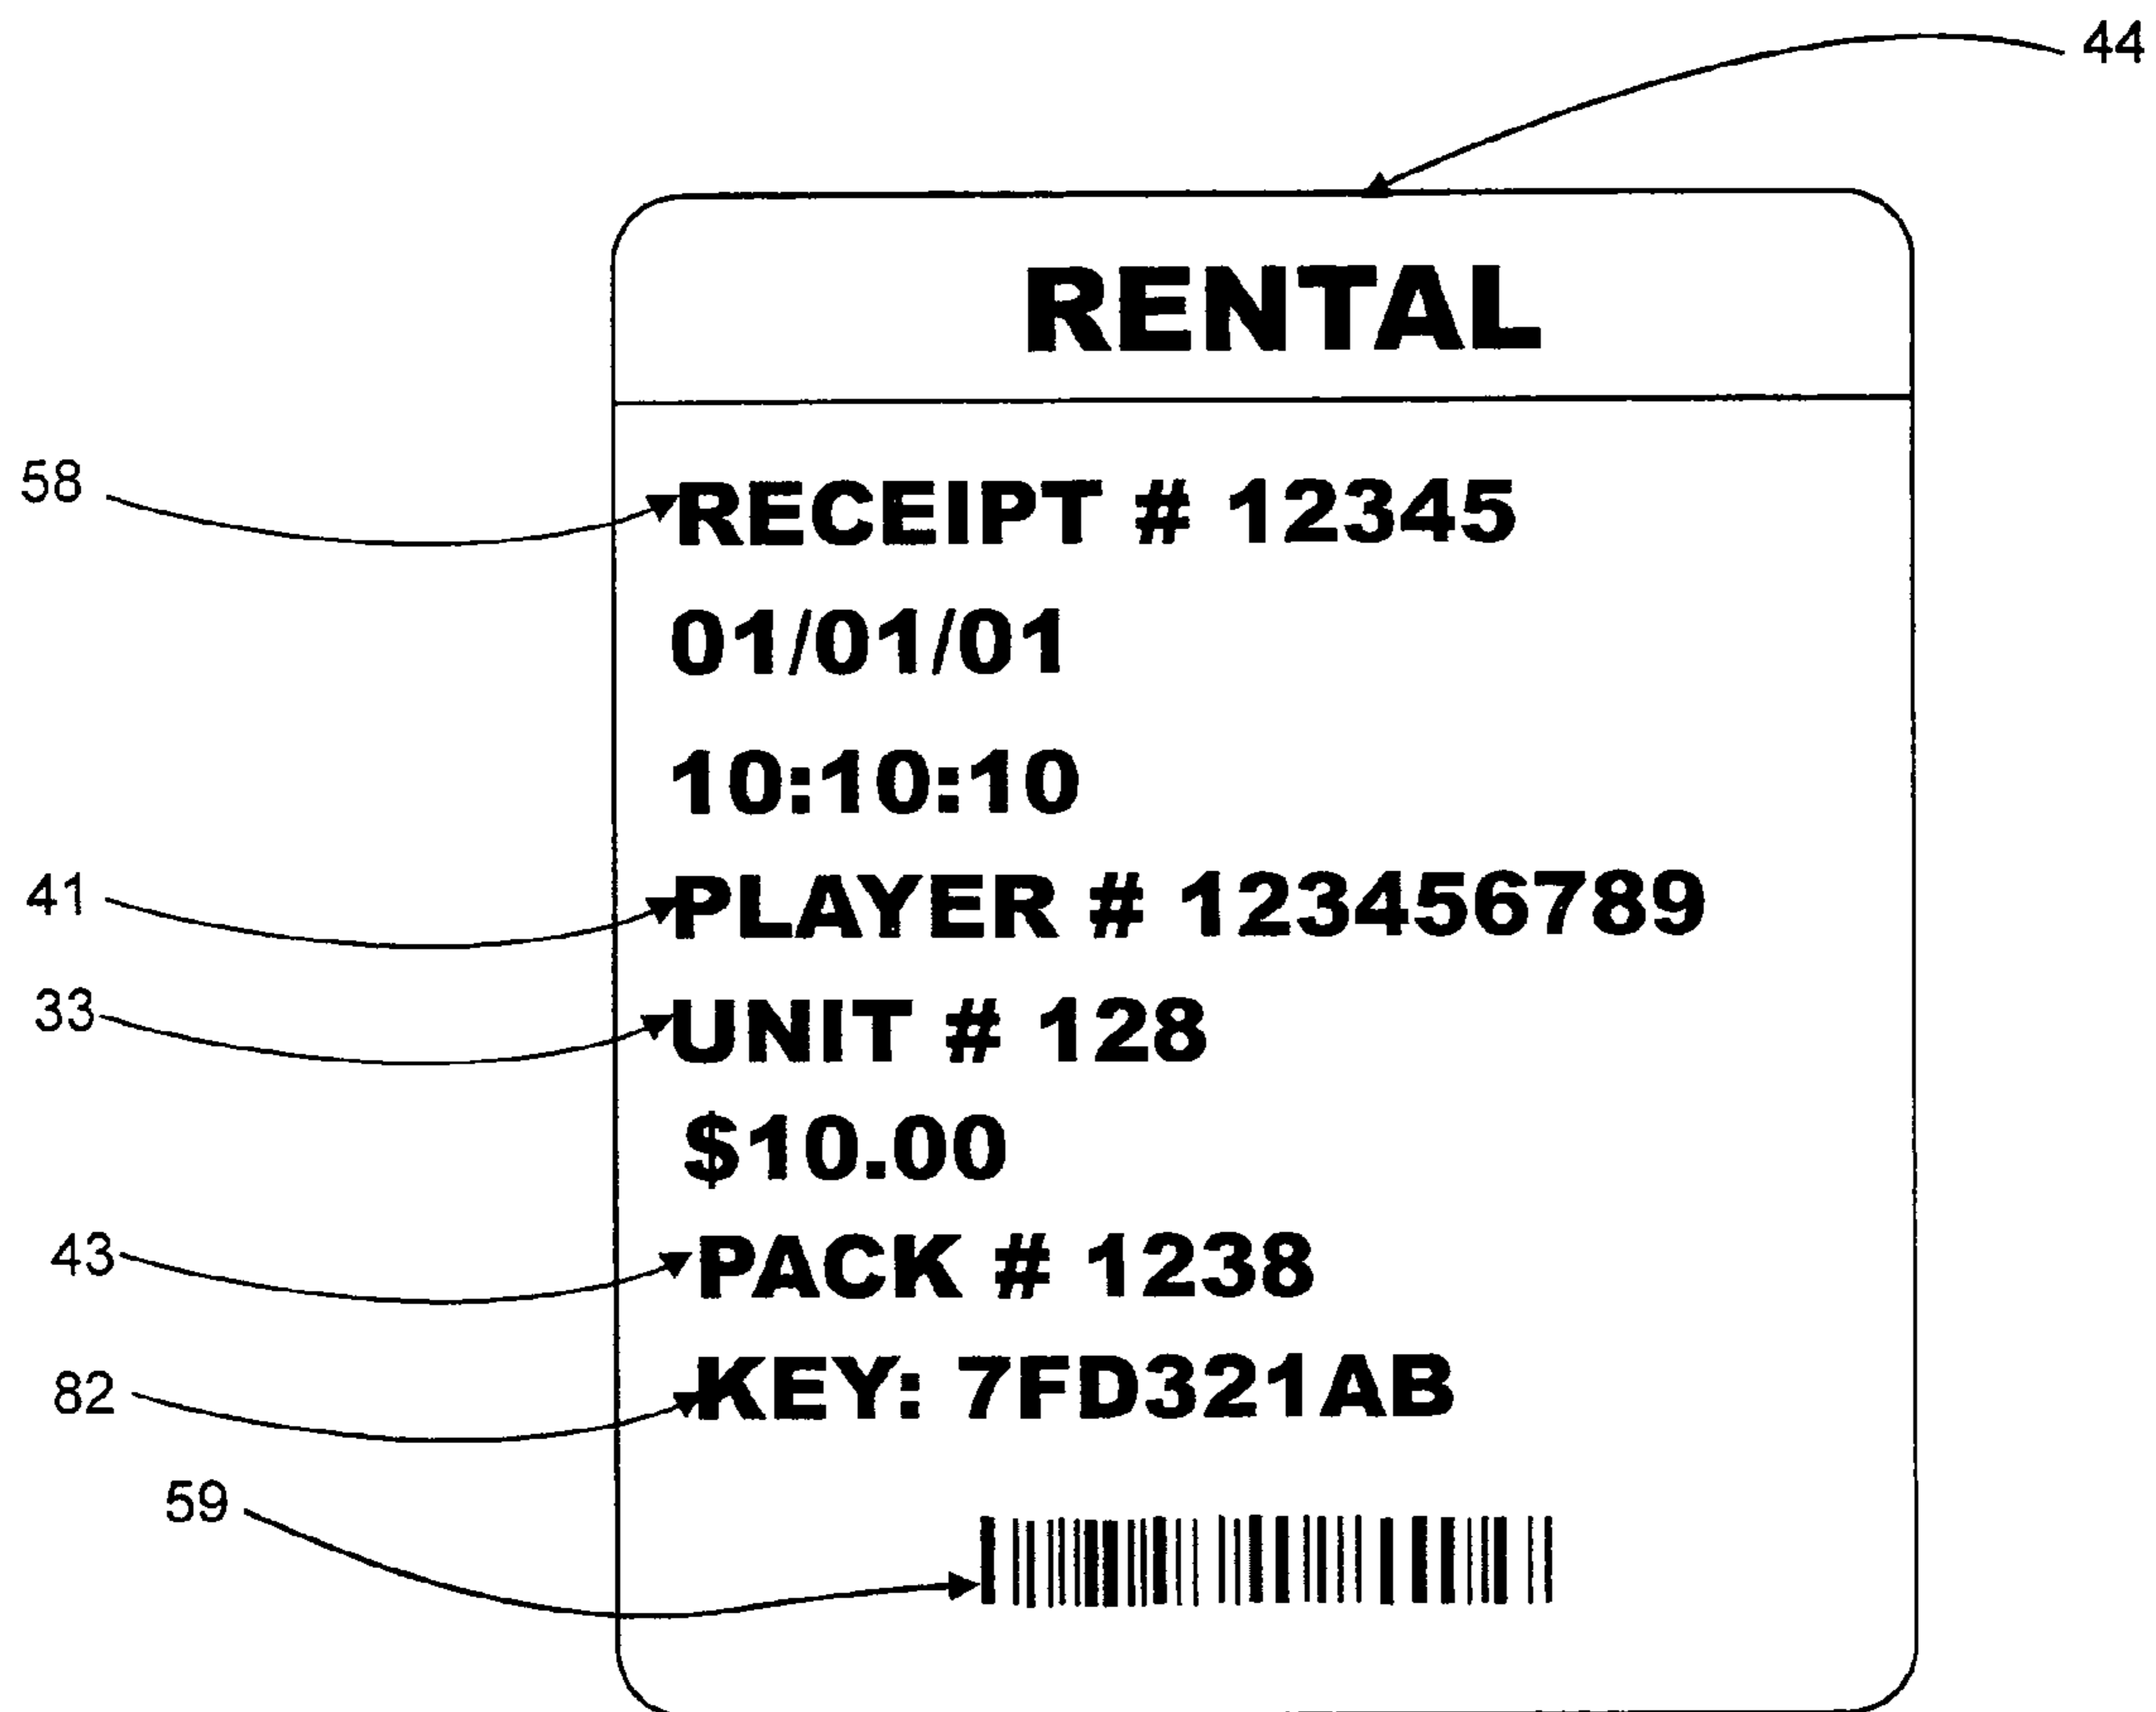 44
RENTAL
58 RECEIPT # 12345
01/01/01
10:10:10
41 PLAYER # 123456789
33 UNIT # 128
$10.00
43 PACK # 1238
82 KEY: 7FD321AB
59